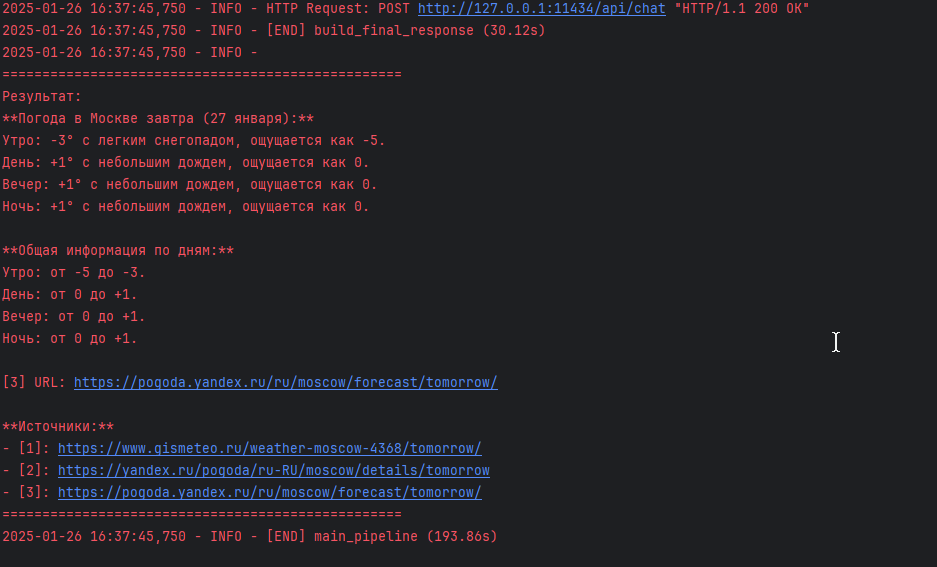 2025-01-26 16:37:45,750 - INFO - HTTP Request: POST http://127.0.0.1:11434/api/chat "HTTP/1.1 200 OK"
2025-01-26 16:37:45,750 - INFO - [END] build_final_response (30.12s)
2025-01-26 16:37:45,750 - INFO -
==================================================
Результат:
**Погода в Москве завтра (27 января):**
Утро: -3° с легким снегопадом, ощущается как -5.
День: +1° с небольшим дождем, ощущается как 0.
Вечер: +1° с небольшим дождем, ощущается как 0.
Ночь: +1° с небольшим дождем, ощущается как 0.
**Общая информация по дням:**
Утро: от -5 до -3.
День: от 0 до +1.
Вечер: от 0 до +1.
Ночь: от 0 до +1.
[3] URL: https://pogoda.yandex.ru/ru/moscow/forecast/tomorrow/
**Источники:**
- [1]: https://www.gismeteo.ru/weather-moscow-4368/tomorrow/
- [2]: https://yandex.ru/pogoda/ru-RU/moscow/details/tomorrow
- [3]: https://pogoda.yandex.ru/ru/moscow/forecast/tomorrow/
==================================================
2025-01-26 16:37:45,750 - INFO - [END] main_pipeline (193.86s)